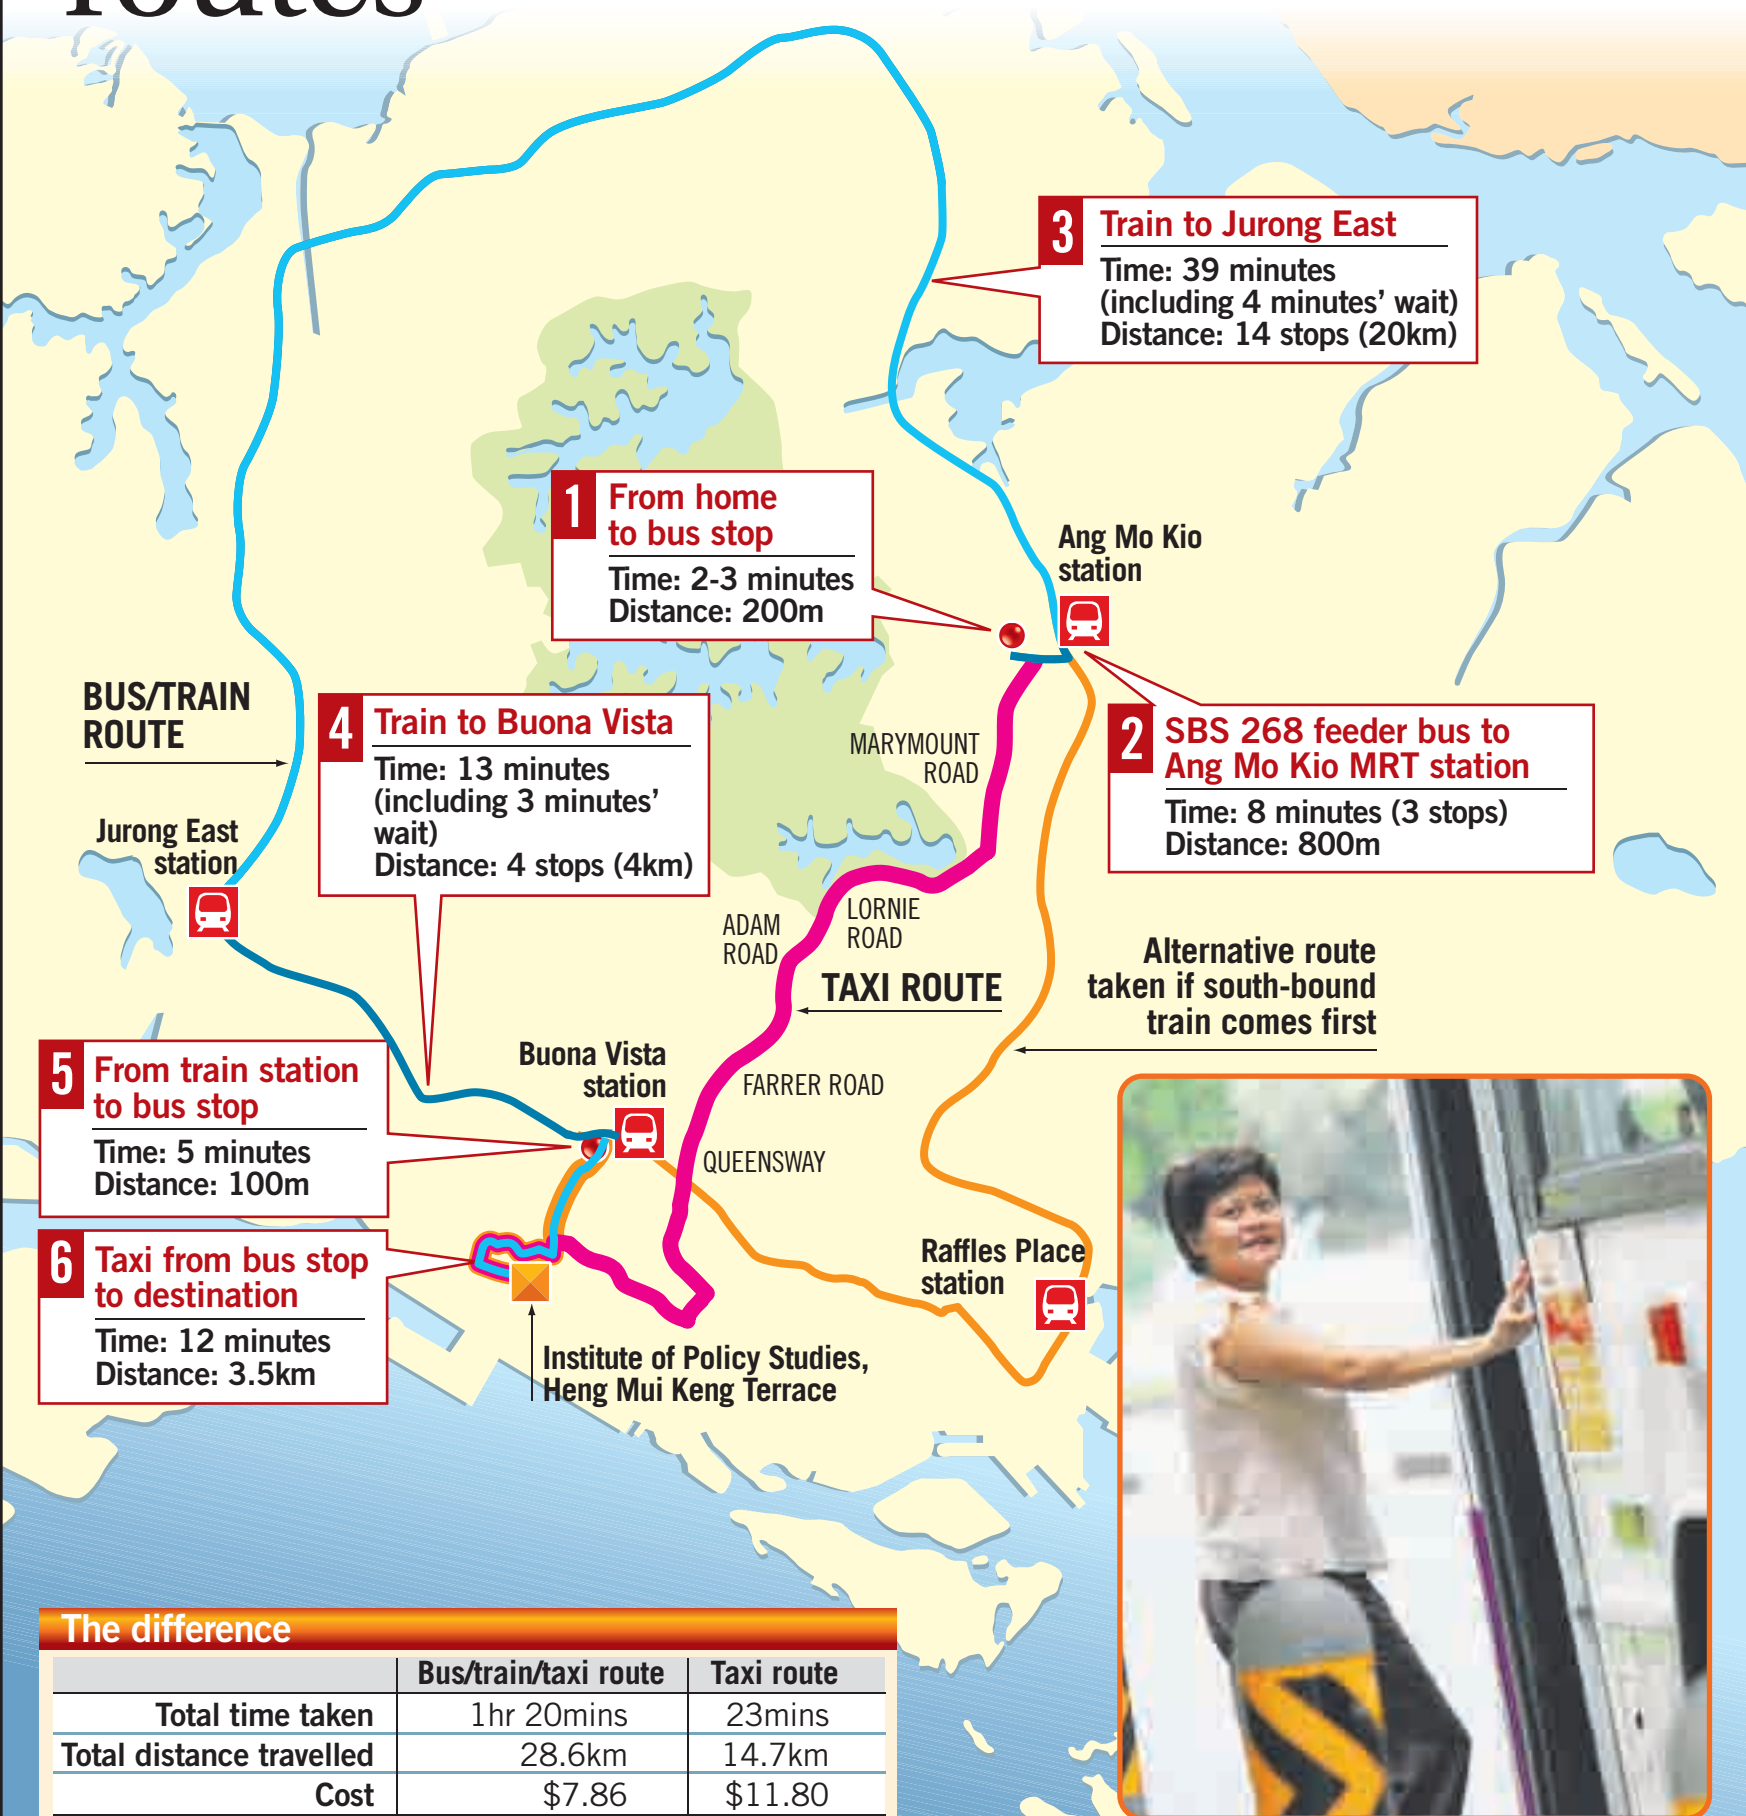 routes
3
Train to Jurong East
Time: 39 minutes
(including 4 minutes’ wait)
Distance: 14 stops (20km)
1
From home
to bus stop
Time: 2-3 minutes
Distance: 200m
Ang Mo Kio
station
2
SBS 268 feeder bus to
Ang Mo Kio MRT station
Time: 8 minutes (3 stops)
Distance: 800m
BUS/TRAIN
ROUTE
4
Train to Buona Vista
Time: 13 minutes
(including 3 minutes’
wait)
Distance: 4 stops (4km)
MARYMOUNT
ROAD
Jurong East
station
ADAM
ROAD
LORNIE
ROAD
TAXI ROUTE
Alternative route
taken if south-bound
train comes first
5
From train station
to bus stop
Time: 5 minutes
Distance: 100m
Buona Vista
station
FARRER ROAD
QUEENSWAY
6
Taxi from bus stop
to destination
Time: 12 minutes
Distance: 3.5km
Raffles Place
station
Institute of Policy Studies,
Heng Mui Keng Terrace
The difference
Bus/train/taxi route Taxi route
Total time taken 1hr 20mins 23mins
Total distance travelled 28.6km 14.7km
Cost $7.86 $11.80